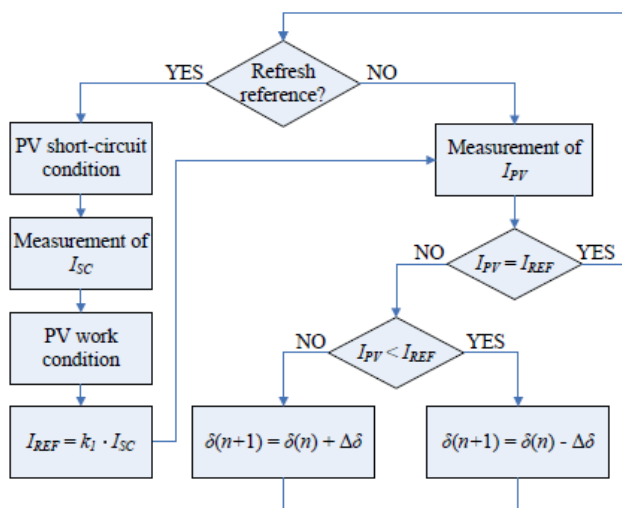 Refresh
reference?
YES
NO
PV short-circuit
condition
Measurement of
I_SC
PV work
condition
I_REF = k_1 · I_SC
Measurement of
I_PV
I_PV = I_REF
NO
YES
I_PV < I_REF
NO
YES
δ(n+1) = δ(n) + Δδ
δ(n+1) = δ(n) - Δδ